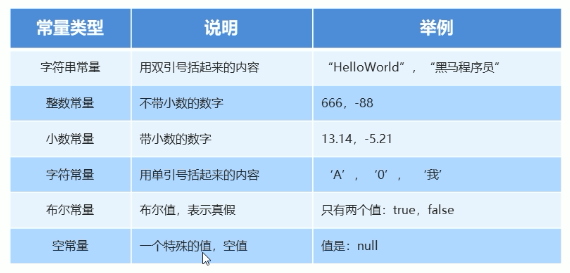 常量类型 说明 举例
字符串常量 用双引号括起来的内容 “HelloWorld”，“黑马程序员”
整数常量 不带小数的数字 666，-88
小数常量 带小数的数字 13.14，-5.21
字符常量 用单引号括起来的内容 ‘A’，‘0’，‘我’
布尔常量 布尔值，表示真假 只有两个值：true，false
空常量 一个特殊的值，空值 值是：null